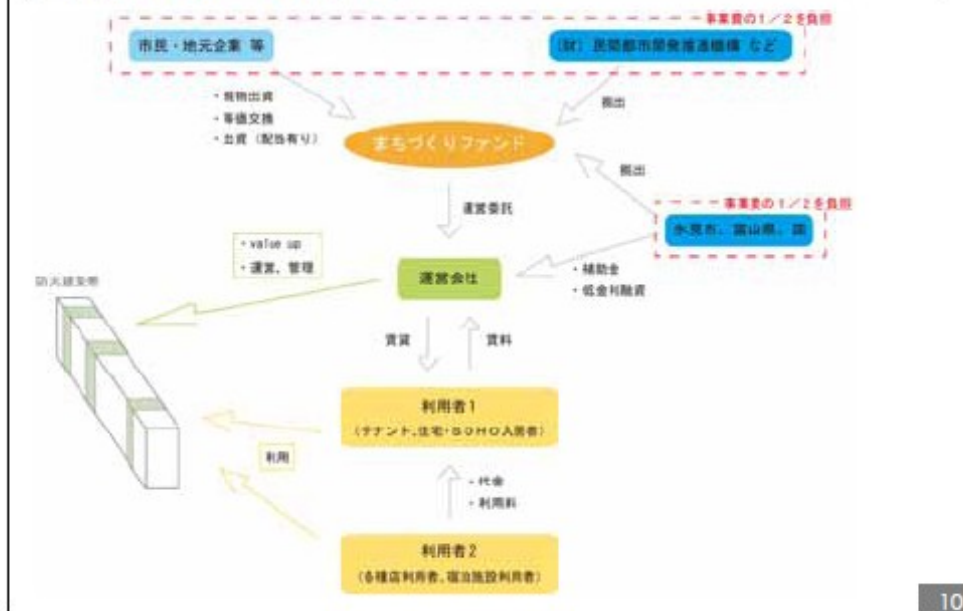 事業費の1/2を負担
市民・地元企業 等
(財)民間都市開発推進機構 など
・現物出資
・等価交換
・出資(配当有り)
拠出
まちづくりファンド
拠出
事業費の1/2を負担
運営委託
氷見市、富山県、国
・value up
・運営、管理
運営会社
・補助金
・低金利融資
防火建築帯
賃貸
賃料
利用者1
(テナント、住宅・SOHO入居者)
利用
・代金
・利用料
利用者2
(各種店利用者、宿泊施設利用者)
10